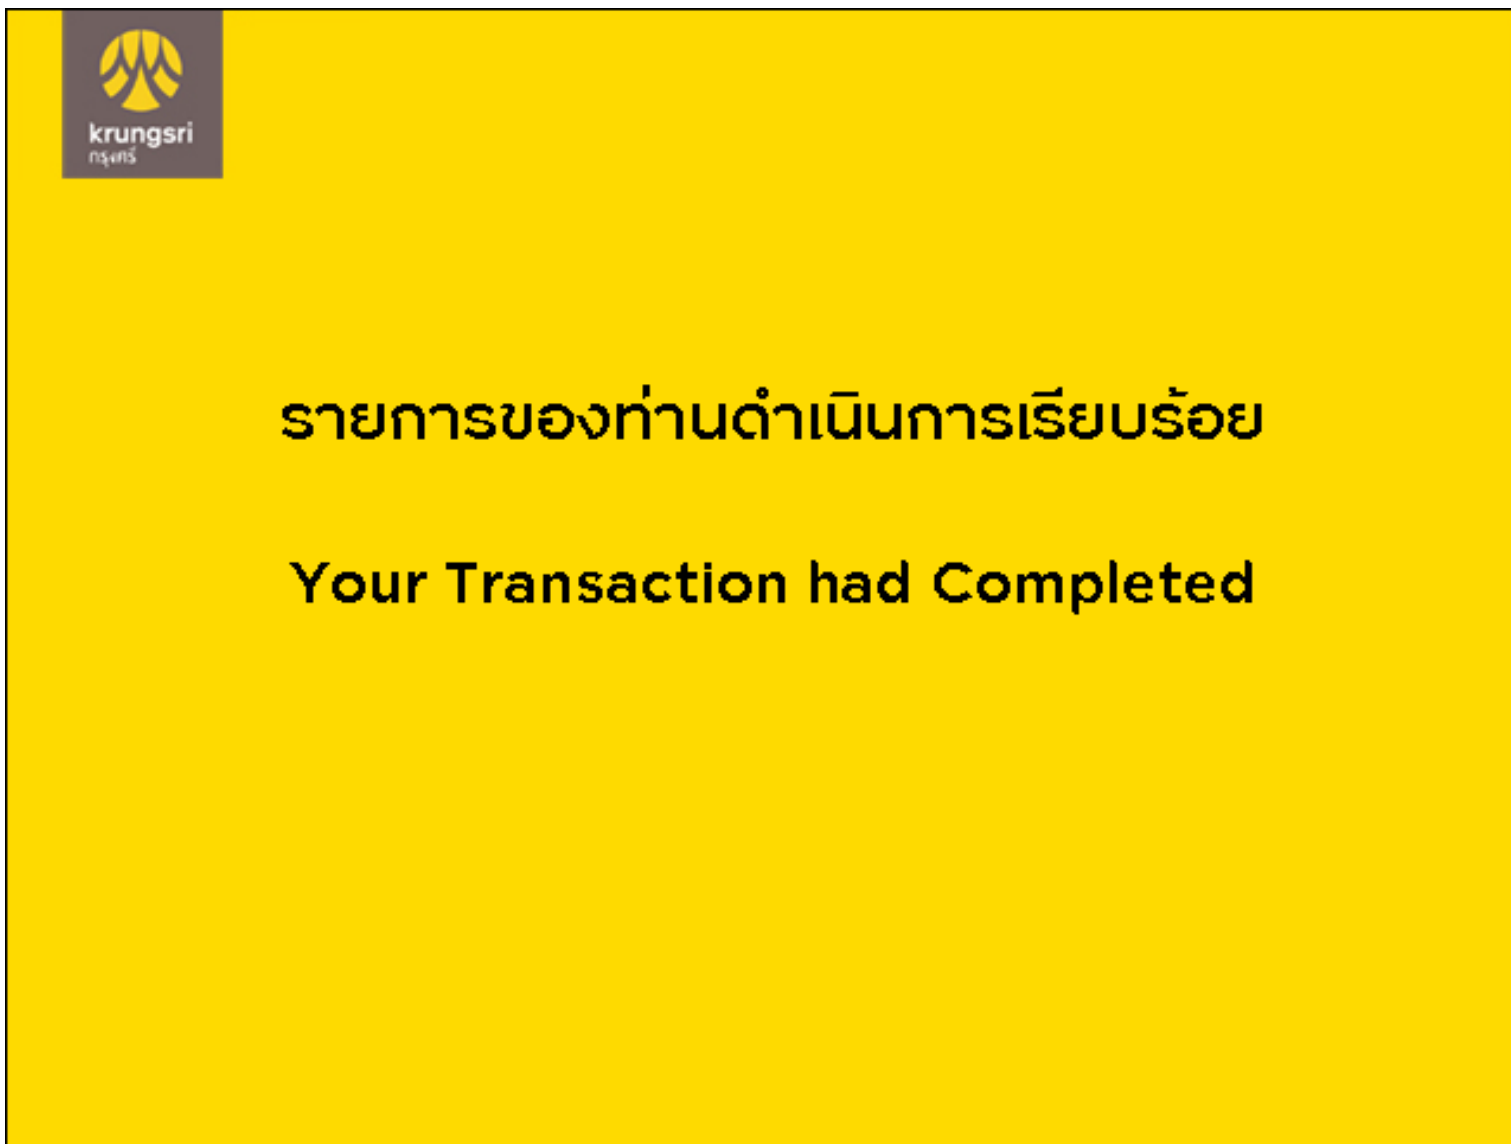 krungsri
กรุงศรี
รายการของท่านดำเนินการเรียบร้อย
Your Transaction had Completed